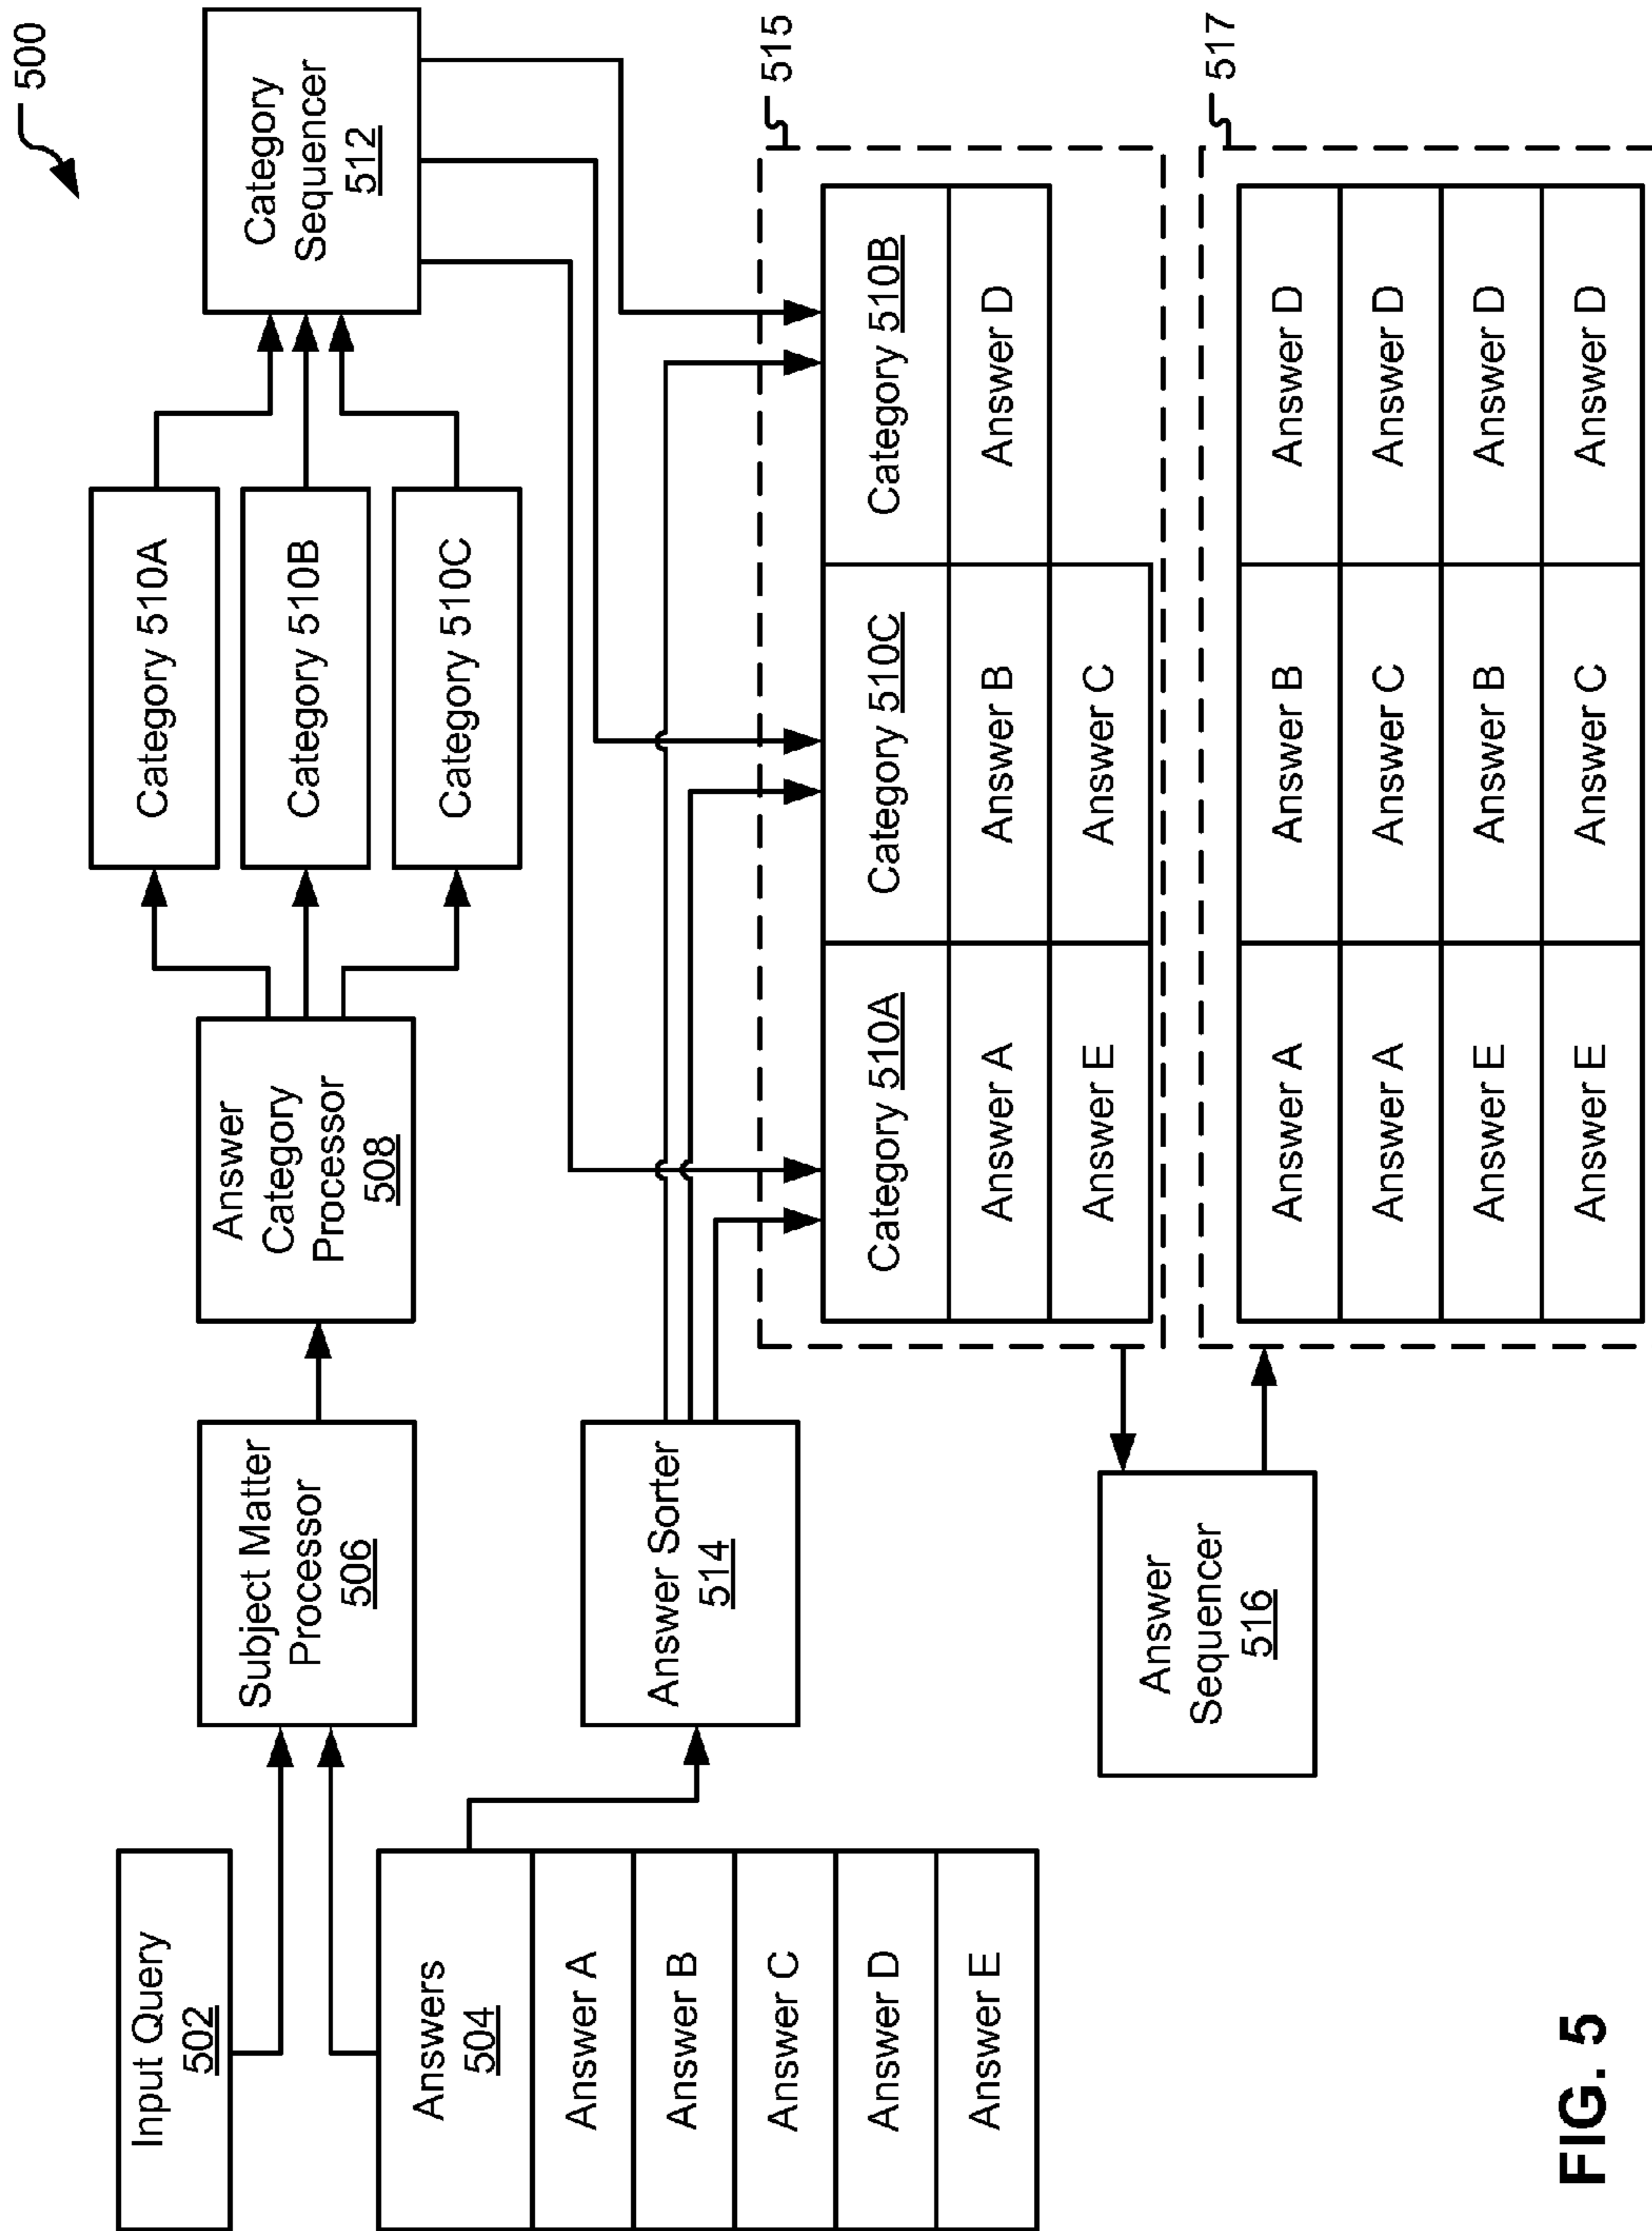 500
Input Query
502
Answers
504
Answer A
Answer B
Answer C
Answer D
Answer E
Subject Matter
Processor
506
Answer
Category
Processor
508
Category 510A
Category 510B
Category 510C
Category
Sequencer
512
Answer Sorter
514
515
Category 510A
Category 510C
Category 510B
Answer A
Answer B
Answer D
Answer E
Answer C
Answer
Sequencer
516
517
Answer A
Answer B
Answer D
Answer A
Answer C
Answer D
Answer E
Answer B
Answer D
Answer E
Answer C
Answer D
FIG. 5